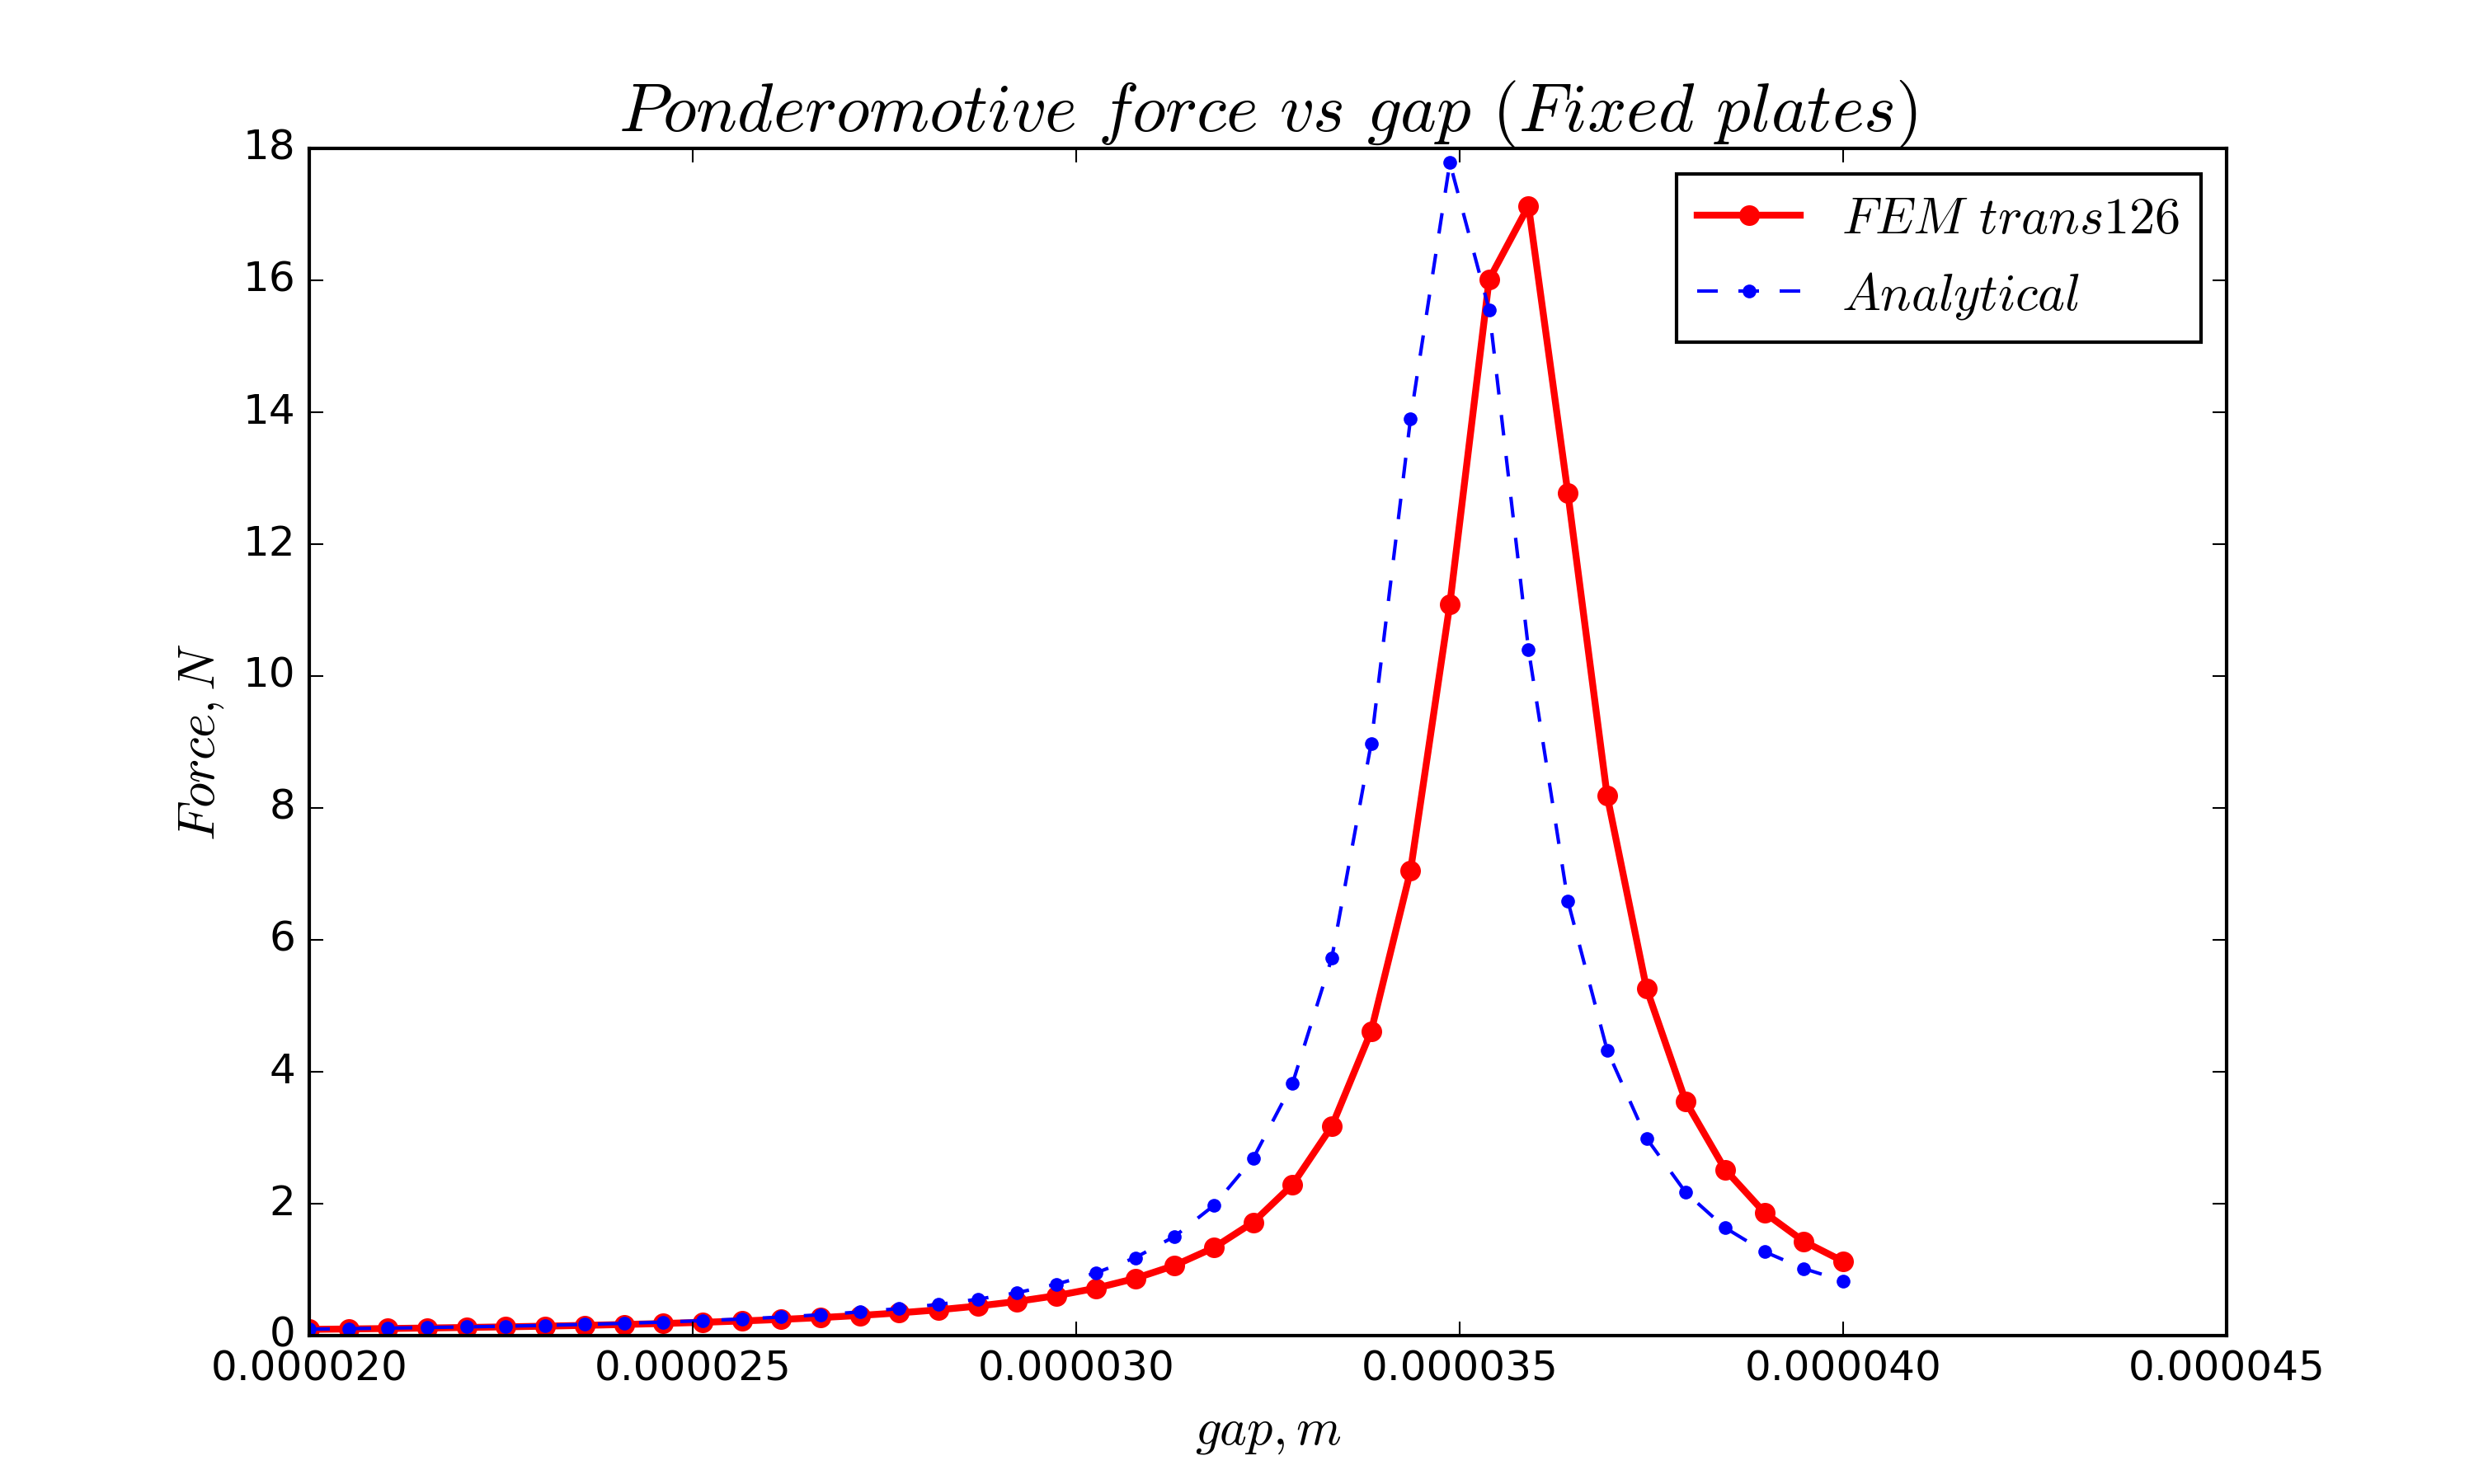 Ponderomotive force vs gap (Fixed plates)
18
16
14
12
10
8
6
4
2
0
Force, N
FEM trans126
Analytical
0.000020 0.000025 0.000030 0.000035 0.000040 0.000045
gap, m